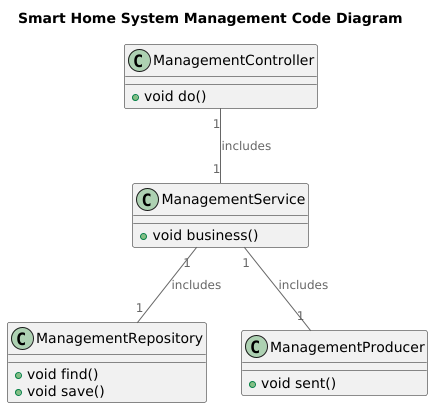 Smart Home System Management Code Diagram
C ManagementController
void do()
1
includes
1
C ManagementService
void business()
1 1
includes includes
1 1
C ManagementRepository
void find()
void save()
C ManagementProducer
void sent()